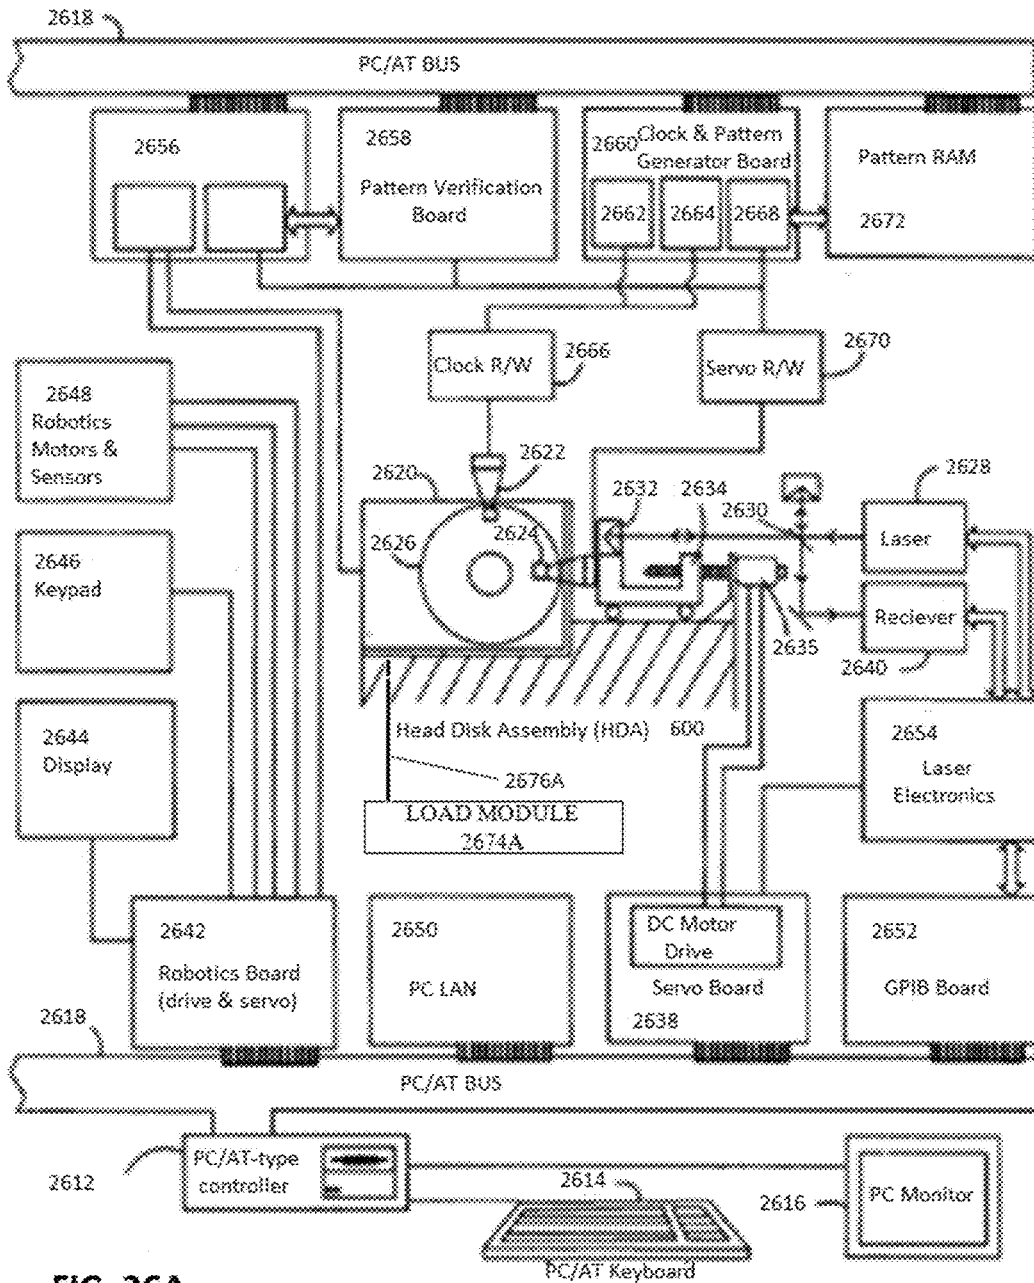 2618
PC/AT BUS
2656
2658
Pattern Verification
Board
2660
Clock & Pattern
Generator Board
2662
2664
2668
Pattern RAM
2672
Clock R/W
2666
Servo R/W
2670
2648
Robotics
Motors &
Sensors
2620
2622
2632
2634
2630
2628
2626
2624
Laser
2646
Keypad
Reciever
2635
2640
2644
Display
Head Disk Assembly (HDA) 600
2654
Laser
Electronics
2676A
LOAD MODULE
2674A
2642
Robotics Board
(drive & servo)
2650
PC LAN
DC Motor
Drive
Servo Board
2638
2652
GPIB Board
2618
PC/AT BUS
2612
PC/AT-type
controller
2614
2616
PC Monitor
PC/AT Keyboard
FIG. 26A